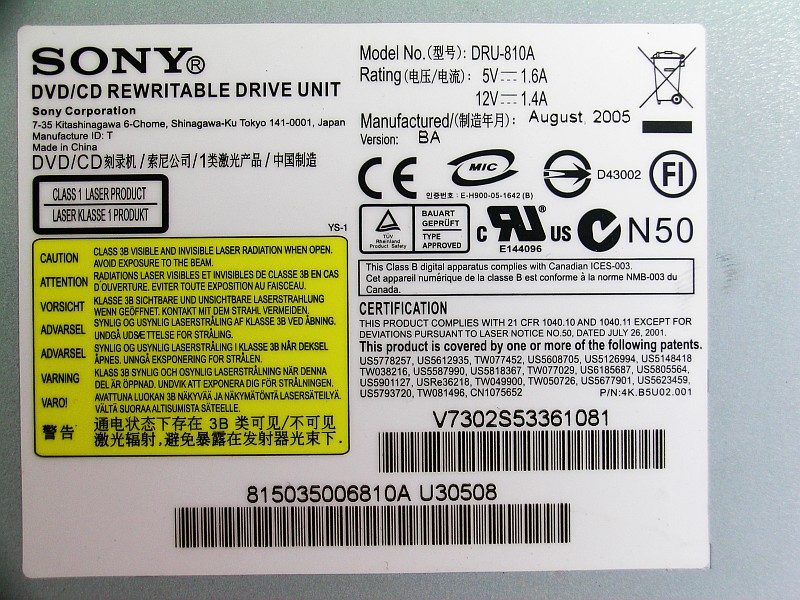 SONY®
DVD/CD REWRITABLE DRIVE UNIT
Sony Corporation
7-35 Kitashinagawa 6-Chome, Shinagawa-Ku Tokyo 141-0001, Japan
Manufacture ID: T
Made in China
DVD/CD刻录机/索尼公司/1类激光产品/中国制造
CLASS 1 LASER PRODUCT
LASER KLASSE 1 PRODUKT
YS-1
CAUTION CLASS 3B VISIBLE AND INVISIBLE LASER RADIATION WHEN OPEN.
AVOID EXPOSURE TO THE BEAM.
ATTENTION RADIATIONS LASER VISIBLES ET INVISIBLES DE CLASSE 3B EN CAS
D'OUVERTURE. EVITER TOUTE EXPOSITION AU FAISCEAU.
VORSICHT KLASSE 3B SICHTBARE UND UNSICHTBARE LASERSTRAHLUNG
WENN GEÖFFNET. KONTAKT MIT DEM STRAHL VERMEIDEN.
ADVARSEL SYNLIG OG USYNLIG LASERSTRÅLING AF KLASSE 3B VED ÅBNING.
UNDGÅ UDSÆTTELSE FOR STRÅLING.
ADVARSEL SYNLIG OG USYNLIG LASERSTRÅLING I KLASSE 3B NÅR DEKSEL
ÅPNES. UNNGÅ EKSPONERING FOR STRÅLEN.
VARNING KLASS 3B SYNLIG OCH OSYNLIG LASERSTRÅLNING NÄR DENNA
DEL ÄR ÖPPNAD. UNDVIK ATT EXPONERA DIG FÖR STRÅLNINGEN.
VARO! AVATTUNA LUOKAN 3B NÄKYVÄÄ JA NÄKYMÄTÖNTÄ LASERSÄTEILYÄ.
VÄLTÄ SUORAA ALTISTUMISTA SÄTEELLE.
警告 通电状态下存在 3B 类可见/不可见
激光辐射,避免暴露在发射器光束下.
Model No.(型号): DRU-810A
Rating(电压/电流): 5V⎓1.6A
12V⎓1.4A
Manufactured/(制造年月): August, 2005
Version: BA
CE
MIC
인증번호: E-H900-05-1642 (B)
D43002
FI
TÜV
Rheinland
Product Safety
BAUART
GEPRÜFT
TYPE
APPROVED
c RU® US
E144096
N50
This Class B digital apparatus complies with Canadian ICES-003.
Cet appareil numérique de la classe B est conforme à la norme NMB-003 du
Canada.
CERTIFICATION
THIS PRODUCT COMPLIES WITH 21 CFR 1040.10 AND 1040.11 EXCEPT FOR
DEVIATIONS PURSUANT TO LASER NOTICE NO.50, DATED JULY 26, 2001.
This product is covered by one or more of the following patents.
US5778257, US5612935, TW077452, US5608705, US5126994, US5148418
TW038216, US5587990, US5818367, TW077029, US6185687, US5805564,
US5901127, USRe36218, TW049900, TW050726, US5677901, US5623459,
US5793720, TW081496, CN1075652
P/N:4K.B5U02.001
V7302S53361081
815035006810A U30508